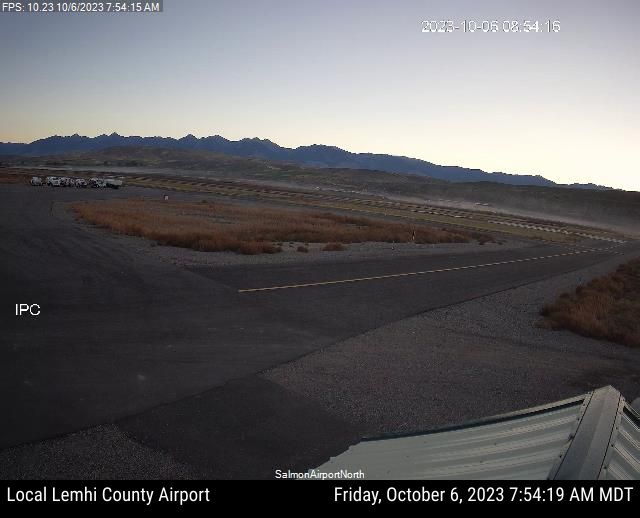 FPS: 10.23 10/6/2023 7:54:15 AM
2023-10-06 08:54:16
IPC
SalmonAirportNorth
Local Lemhi County Airport
Friday, October 6, 2023 7:54:19 AM MDT